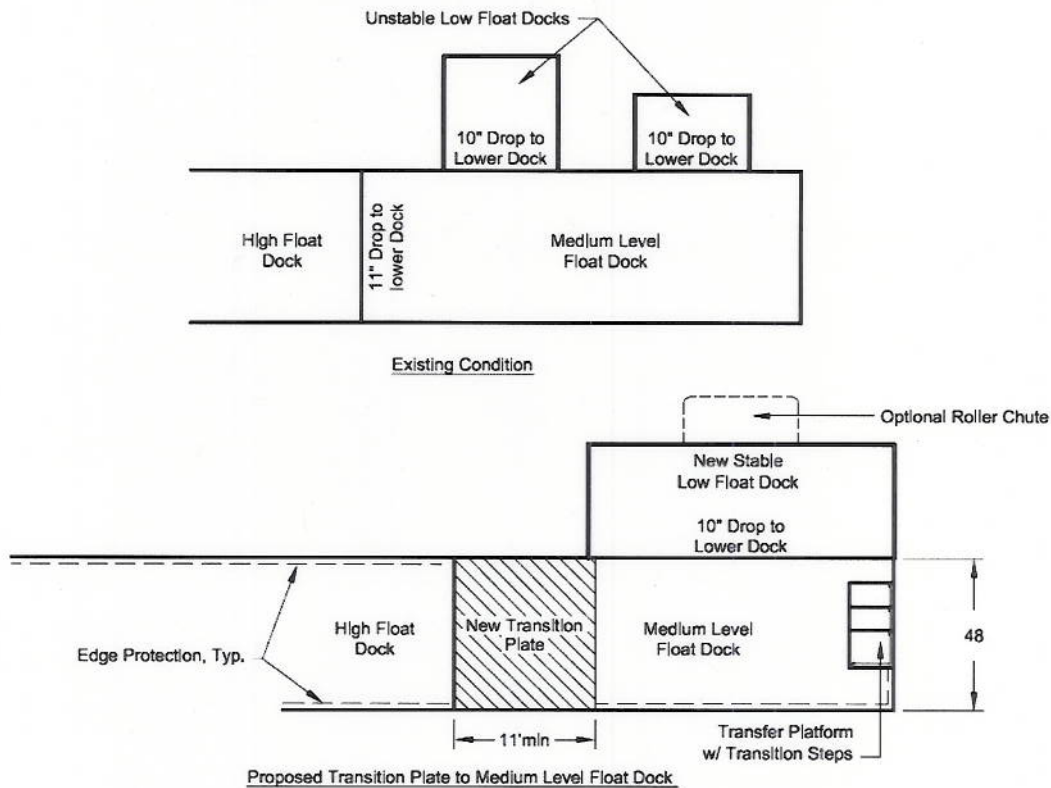 Unstable Low Float Docks
10" Drop to
Lower Dock
10" Drop to
Lower Dock
High Float
Dock
11" Drop to
lower Dock
Medium Level
Float Dock
Existing Condition
Optional Roller Chute
New Stable
Low Float Dock
10" Drop to
Lower Dock
Edge Protection, Typ.
High Float
Dock
New Transition
Plate
Medium Level
Float Dock
48
11'min
Transfer Platform
w/ Transition Steps
Proposed Transition Plate to Medium Level Float Dock